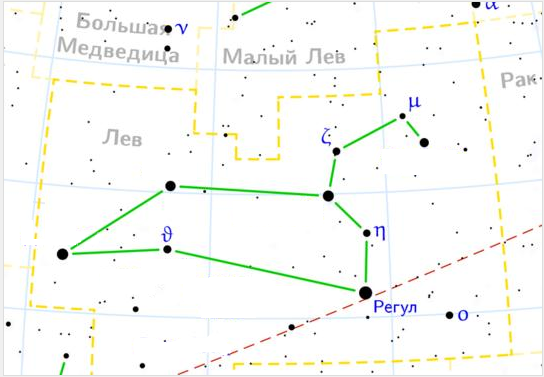 α
Большая
Медведица
γ
Малый Лев
Рак
μ
Лев
ζ
ϑ
η
Регул
ο